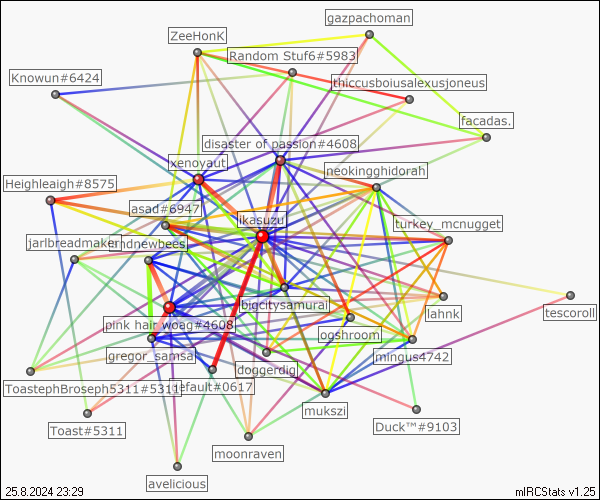 gazpachoman
ZeeHonK
Random Stuf6#5983
Knowun#6424
thiccusboiusalexusjoneus
facadas.
disaster of passion#4608
xenoyaut
neokingghidorah
Heighleaigh#8575
asad#6947
ikasuzu
turkey_mcnugget
jarlbreadmaker
erndnewbees
bigcitysamurai
lahnk
tescoroll
pink hair woag#4608
ooshroom
gregor_samsa
mingus4742
doggerdig
ToastephBroseph5311#5311
efault#0617
mukszi
Toast#5311
Duck™#9103
moonraven
avelicious
25.8.2024 23:29
mIRCStats v1.25